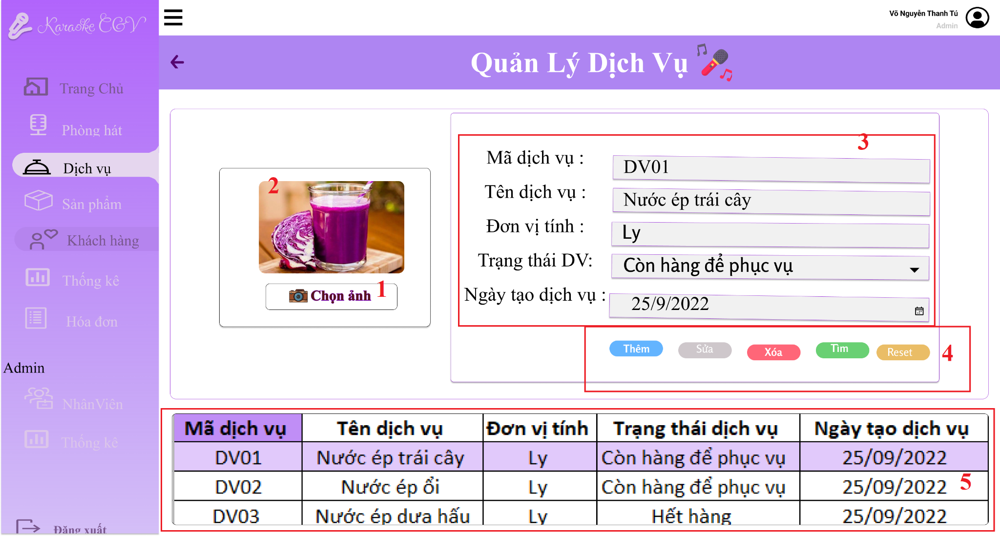 Karaoke CGV
Võ Nguyễn Thanh Tú
Admin
Quản Lý Dịch Vụ
Trang Chủ
Phòng hát
Dịch vụ
Sản phẩm
Khách hàng
Thống kê
Hóa đơn
Admin
NhânViên
Thống kê
Đăng xuất
2
Chọn ảnh 1
3
Mã dịch vụ : DV01
Tên dịch vụ : Nước ép trái cây
Đơn vị tính : Ly
Trạng thái DV: Còn hàng để phục vụ
Ngày tạo dịch vụ : 25/9/2022
Thêm Sửa Xóa Tìm Reset 4
Mã dịch vụ Tên dịch vụ Đơn vị tính Trạng thái dịch vụ Ngày tạo dịch vụ
DV01 Nước ép trái cây Ly Còn hàng để phục vụ 25/09/2022
DV02 Nước ép ổi Ly Còn hàng để phục vụ 25/09/2022 5
DV03 Nước ép dưa hấu Ly Hết hàng 25/09/2022